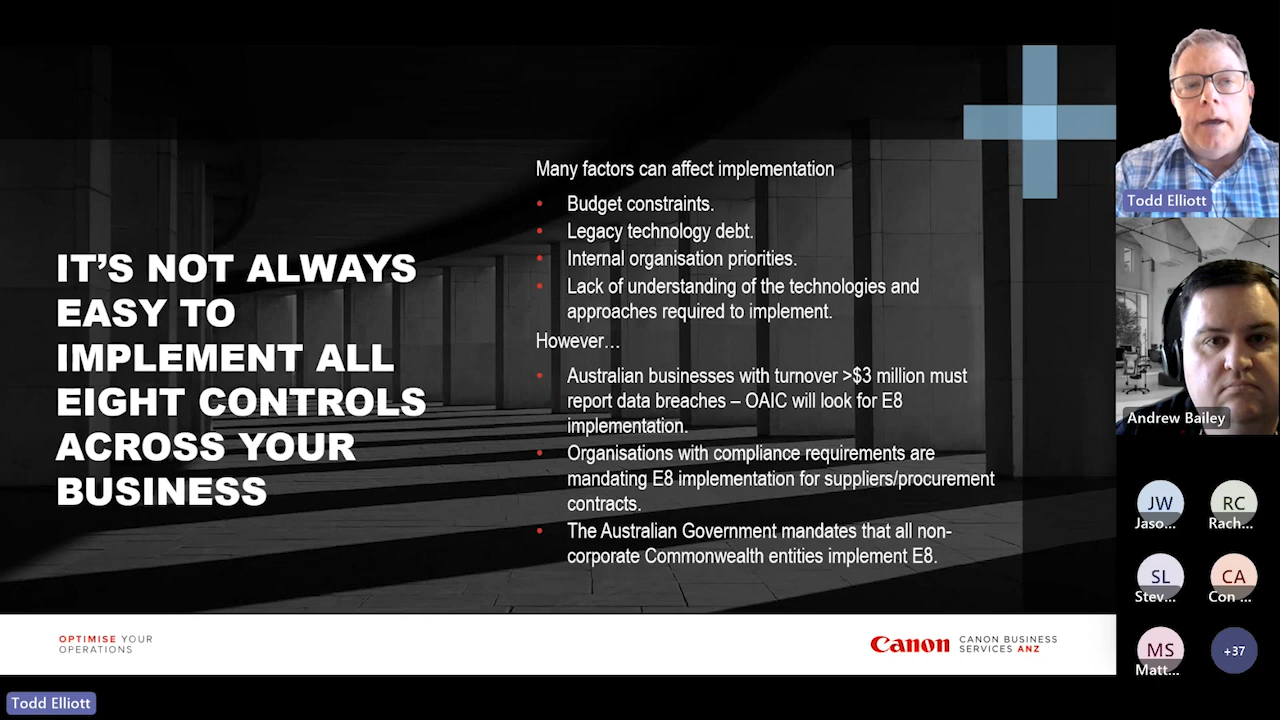 IT’S NOT ALWAYS
EASY TO
IMPLEMENT ALL
EIGHT CONTROLS
ACROSS YOUR
BUSINESS
Many factors can affect implementation
• Budget constraints.
• Legacy technology debt.
• Internal organisation priorities.
• Lack of understanding of the technologies and
approaches required to implement.
However…
• Australian businesses with turnover >$3 million must
report data breaches – OAIC will look for E8
implementation.
• Organisations with compliance requirements are
mandating E8 implementation for suppliers/procurement
contracts.
• The Australian Government mandates that all non-
corporate Commonwealth entities implement E8.
OPTIMISE YOUR
OPERATIONS
Canon
CANON BUSINESS
SERVICES ANZ
Todd Elliott
Todd Elliott
Andrew Bailey
JW
Jaso...
RC
Rach...
SL
Stev...
CA
Con ...
MS
Matt...
+37